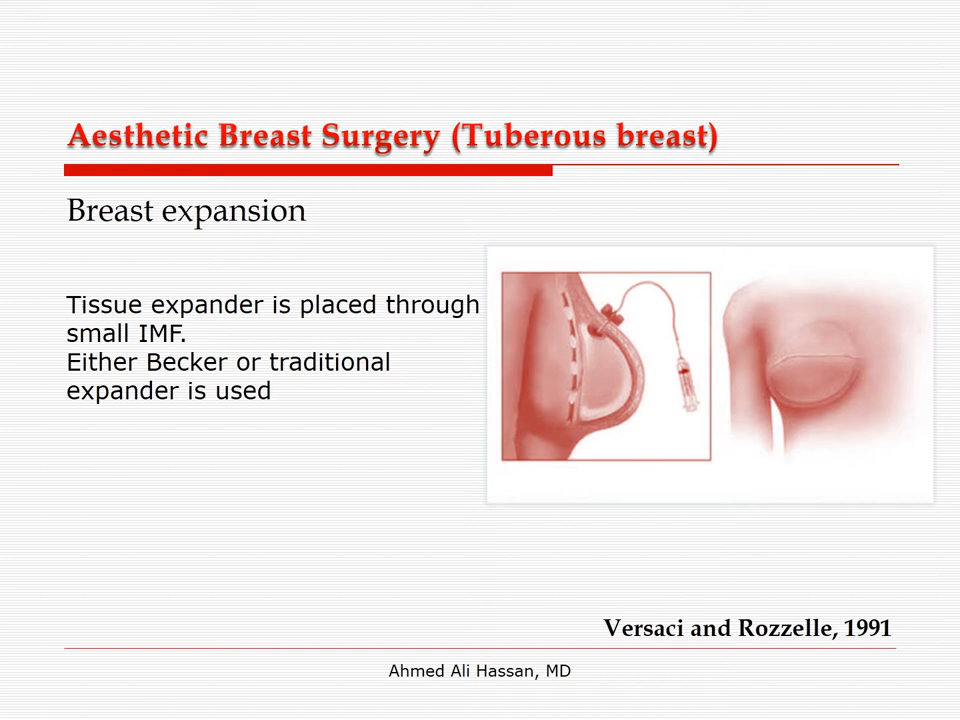 Aesthetic Breast Surgery (Tuberous breast)
Breast expansion
Tissue expander is placed through
small IMF.
Either Becker or traditional
expander is used
Versaci and Rozzelle, 1991
Ahmed Ali Hassan, MD